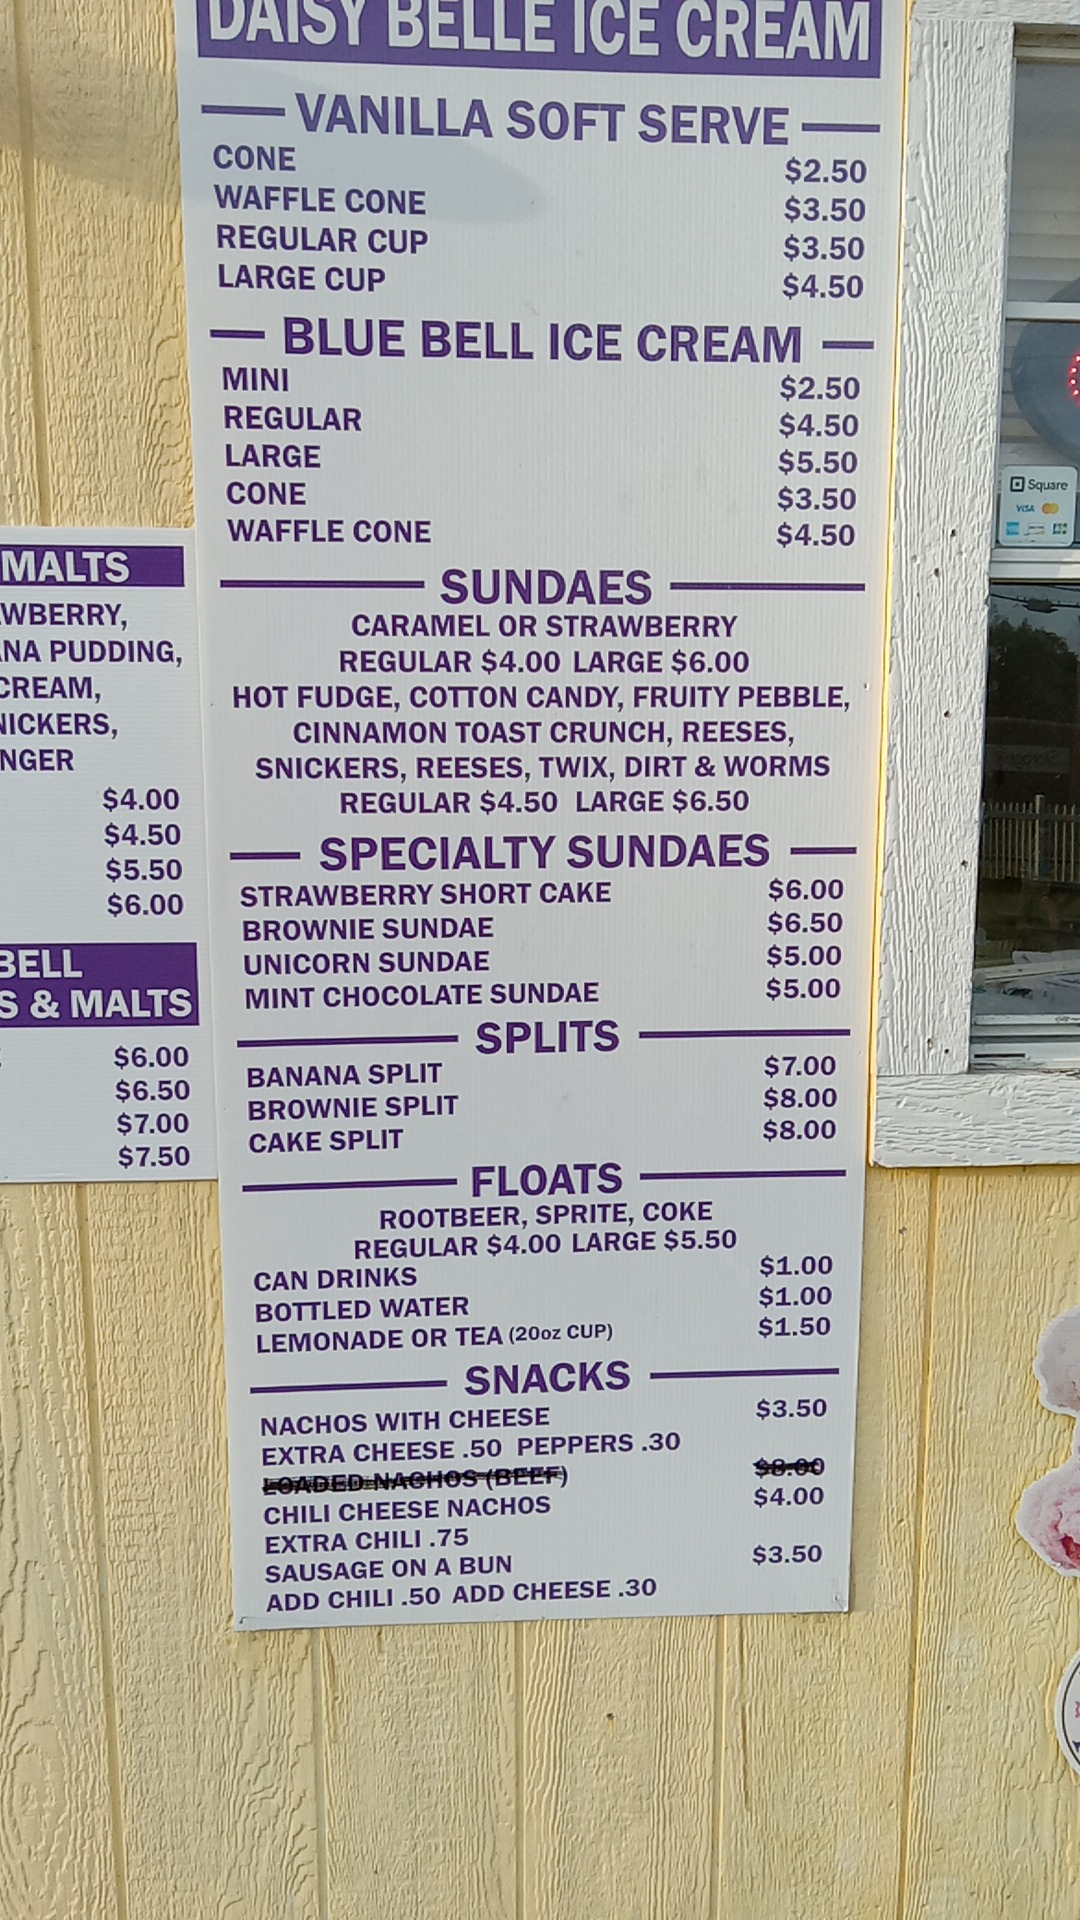 DAISY BELLE ICE CREAM
VANILLA SOFT SERVE
CONE $2.50
WAFFLE CONE $3.50
REGULAR CUP $3.50
LARGE CUP $4.50
BLUE BELL ICE CREAM
MINI $2.50
REGULAR $4.50
LARGE $5.50
CONE $3.50
WAFFLE CONE $4.50
SUNDAES
CARAMEL OR STRAWBERRY
REGULAR $4.00 LARGE $6.00
HOT FUDGE, COTTON CANDY, FRUITY PEBBLE,
CINNAMON TOAST CRUNCH, REESES,
SNICKERS, REESES, TWIX, DIRT & WORMS
REGULAR $4.50 LARGE $6.50
SPECIALTY SUNDAES
STRAWBERRY SHORT CAKE $6.00
BROWNIE SUNDAE $6.50
UNICORN SUNDAE $5.00
MINT CHOCOLATE SUNDAE $5.00
SPLITS
BANANA SPLIT $7.00
BROWNIE SPLIT $8.00
CAKE SPLIT $8.00
FLOATS
ROOTBEER, SPRITE, COKE
REGULAR $4.00 LARGE $5.50
CAN DRINKS $1.00
BOTTLED WATER $1.00
LEMONADE OR TEA (20oz CUP) $1.50
SNACKS
NACHOS WITH CHEESE $3.50
EXTRA CHEESE .50 PEPPERS .30
LOADED NACHOS (BEEF) $8.00
CHILI CHEESE NACHOS $4.00
EXTRA CHILI .75
SAUSAGE ON A BUN $3.50
ADD CHILI .50 ADD CHEESE .30
MALTS
WBERRY,
NA PUDDING,
CREAM,
NICKERS,
NGER
$4.00
$4.50
$5.50
$6.00
BELL
S & MALTS
$6.00
$6.50
$7.00
$7.50
Square
VISA